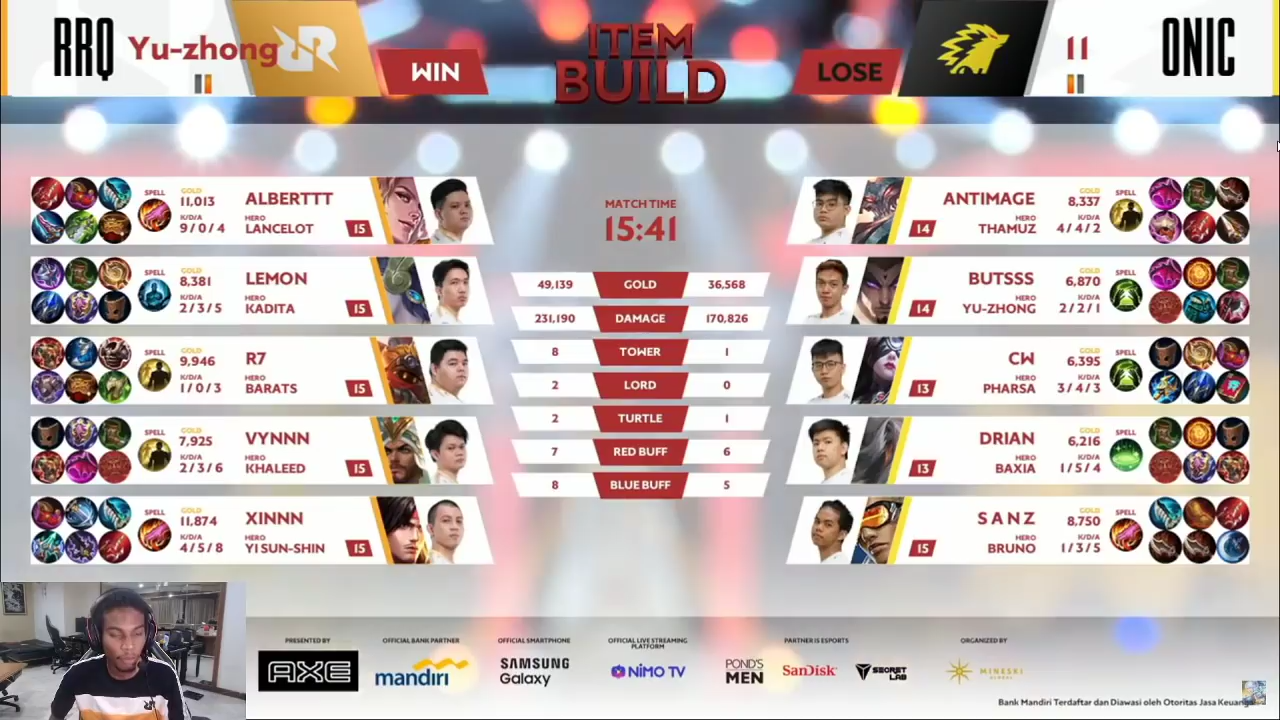 RRQ
Yu-zhong
WIN
ITEM
BUILD
LOSE
11
ONIC
SPELL
GOLD
11,013
K/D/A
9/0/4
ALBERTTT
HERO
LANCELOT
15
SPELL
GOLD
8,381
K/D/A
2/3/5
LEMON
HERO
KADITA
15
SPELL
GOLD
9,946
K/D/A
1/0/3
R7
HERO
BARATS
15
SPELL
GOLD
7,925
K/D/A
2/3/6
VYNNN
HERO
KHALEED
15
SPELL
GOLD
11,874
K/D/A
4/5/8
XINNN
HERO
YI SUN-SHIN
15
MATCH TIME
15:41
49,139 GOLD 36,568
231,190 DAMAGE 170,826
8 TOWER 1
2 LORD 0
2 TURTLE 1
7 RED BUFF 6
8 BLUE BUFF 5
ANTIMAGE
HERO
THAMUZ
14
GOLD
8,337
K/D/A
4/4/2
SPELL
BUTSSS
HERO
YU-ZHONG
14
GOLD
6,870
K/D/A
2/2/1
SPELL
CW
HERO
PHARSA
13
GOLD
6,395
K/D/A
3/4/3
SPELL
DRIAN
HERO
BAXIA
13
GOLD
6,216
K/D/A
1/5/4
SPELL
SANZ
HERO
BRUNO
15
GOLD
8,750
K/D/A
1/3/5
SPELL
PRESENTED BY
AXE
OFFICIAL BANK PARTNER
mandiri
OFFICIAL SMARTPHONE
SAMSUNG
Galaxy
OFFICIAL LIVE STREAMING
PLATFORM
NIMO TV
PARTNER IS ESPORTS
POND'S
MEN
SanDisk
SECRET
LAB
ORGANIZED BY
MINESKI
GLOBAL
Bank Mandiri Terdaftar dan Diawasi oleh Otoritas Jasa Keuang